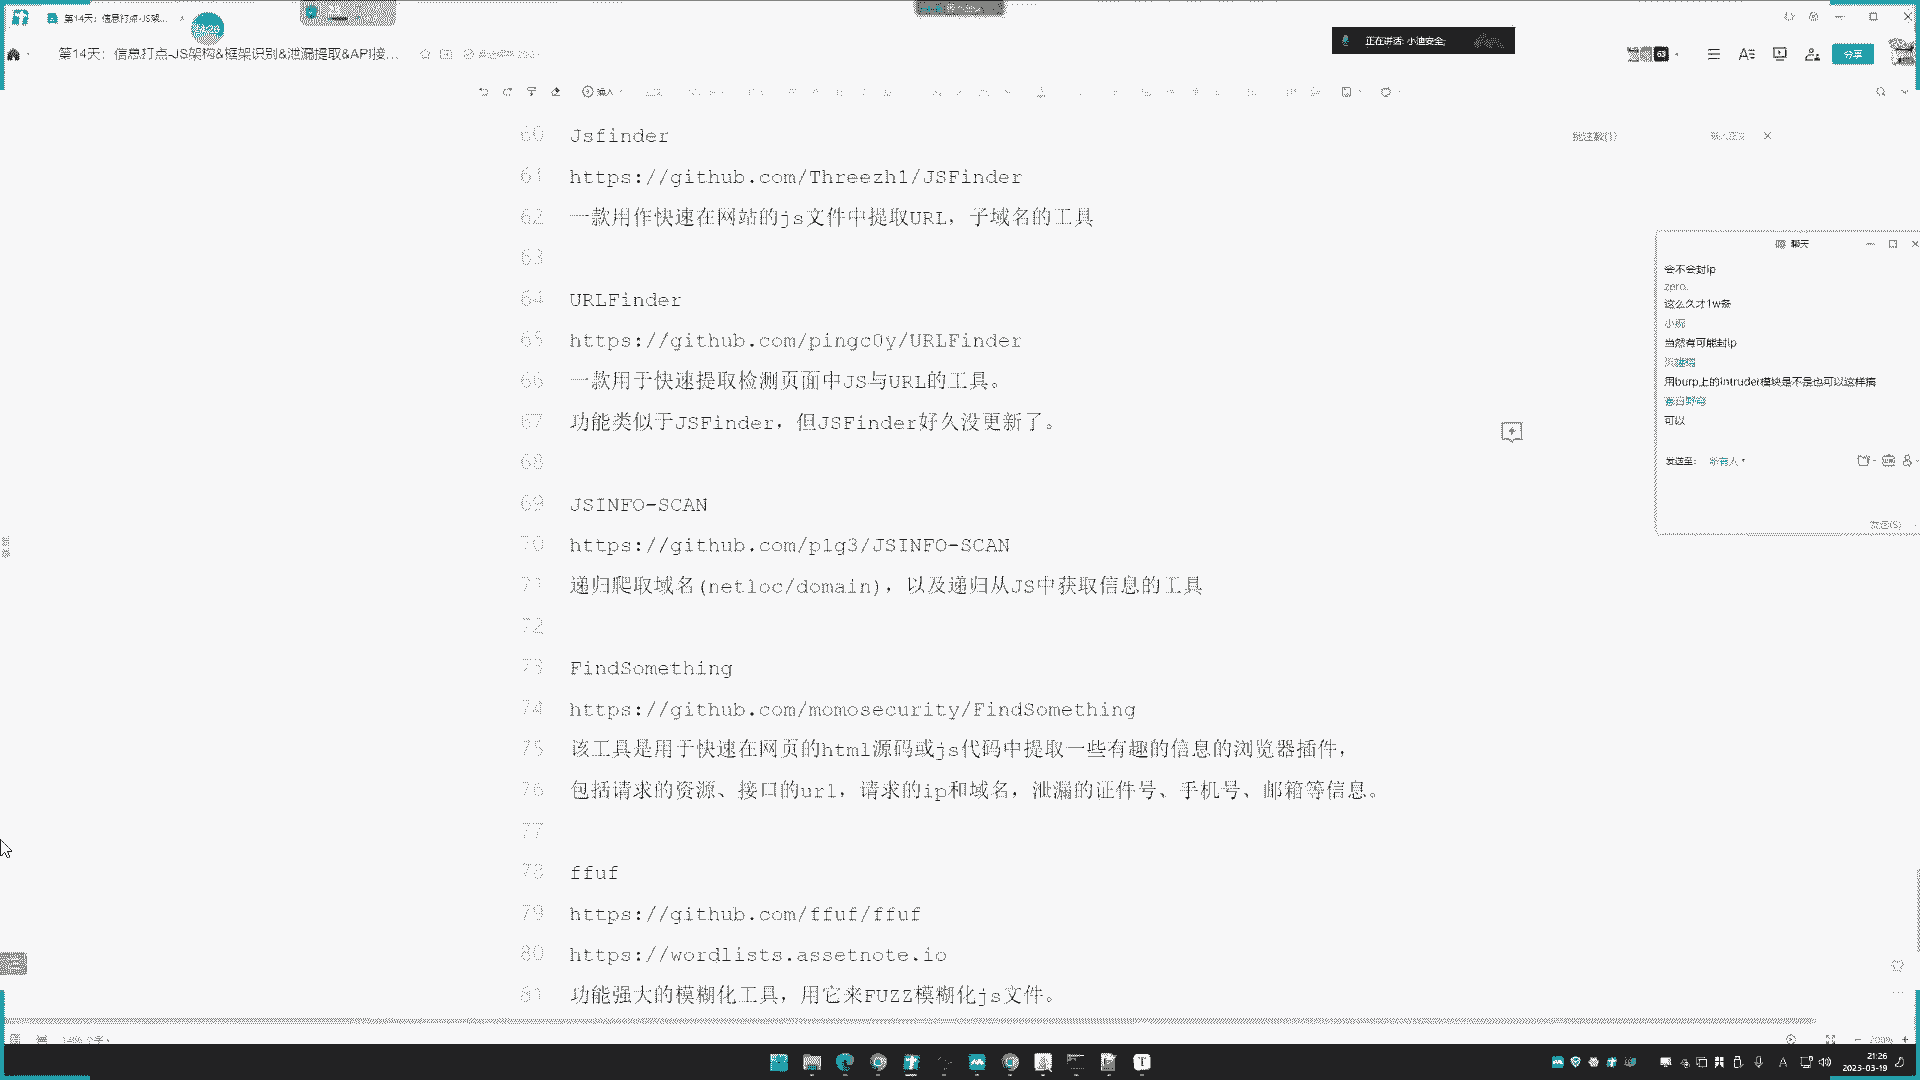 第14天：信息打点-JS架...
第14天：信息打点-JS架构&框架识别&泄漏提取&API接...
正在讲话: 小迪安全;
63
分享
插入
60 Jsfinder
61 https://github.com/Threezh1/JSFinder
62 一款用作快速在网站的js文件中提取URL，子域名的工具
63
64 URLFinder
65 https://github.com/pingc0y/URLFinder
66 一款用于快速提取检测页面中JS与URL的工具。
67 功能类似于JSFinder，但JSFinder好久没更新了。
68
69 JSINFO-SCAN
70 https://github.com/p1g3/JSINFO-SCAN
71 递归爬取域名(netloc/domain)，以及递归从JS中获取信息的工具
72
73 FindSomething
74 https://github.com/momosecurity/FindSomething
75 该工具是用于快速在网页的html源码或js代码中提取一些有趣的信息的浏览器插件，
76 包括请求的资源、接口的url，请求的ip和域名，泄漏的证件号、手机号、邮箱等信息。
77
78 ffuf
79 https://github.com/ffuf/ffuf
80 https://wordlists.assetnote.io
81 功能强大的模糊化工具，用它来FUZZ模糊化js文件。
聊天
会不会封ip
zero.
这么久才1w条
当然有可能封ip
用burp上的intruder模块是不是也可以这样搞
可以
发送至: 所有人
发送(S)
21:26
2023-03-19